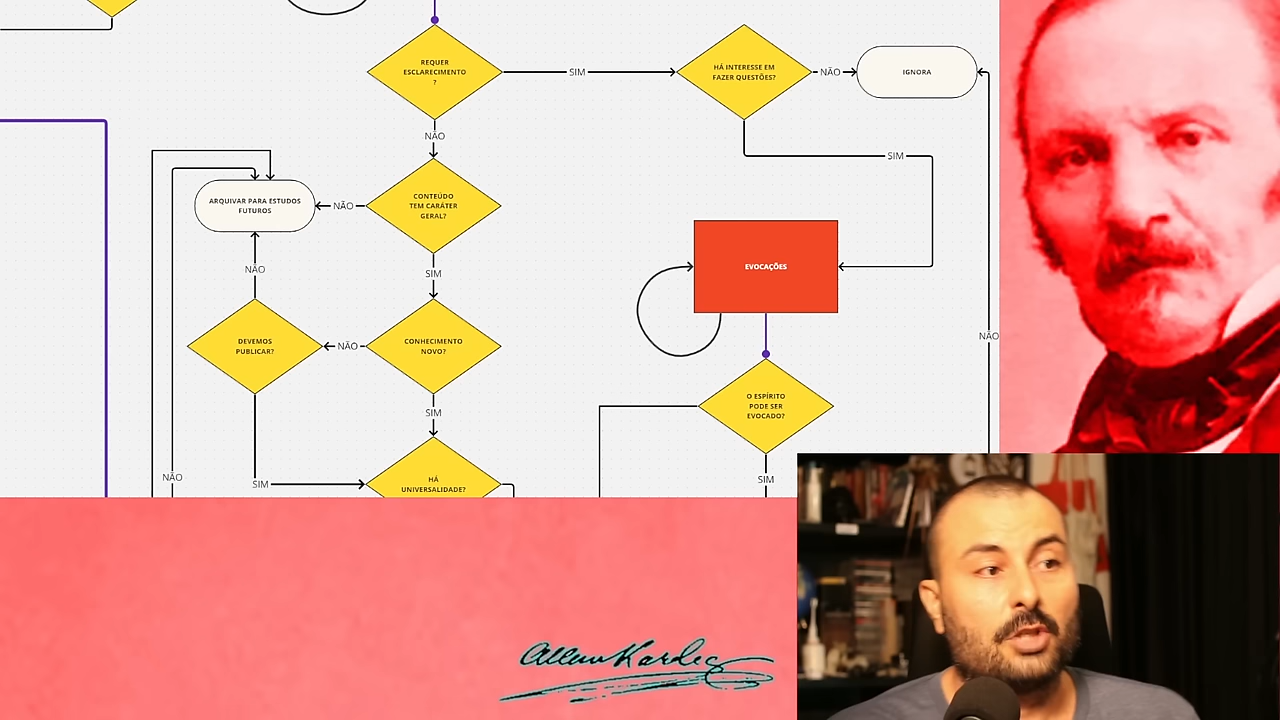 REQUER
ESCLARECIMENTO
?
SIM
HÁ INTERESSE EM
FAZER QUESTÕES?
NÃO
IGNORA
NÃO
SIM
ARQUIVAR PARA ESTUDOS
FUTUROS
NÃO
CONTEÚDO
TEM CARÁTER
GERAL?
NÃO
SIM
EVOCAÇÕES
DEVEMOS
PUBLICAR?
NÃO
CONHECIMENTO
NOVO?
NÃO
SIM
O ESPÍRITO
PODE SER
EVOCADO?
NÃO
SIM
HÁ
UNIVERSALIDADE?
SIM
Allan Kardec